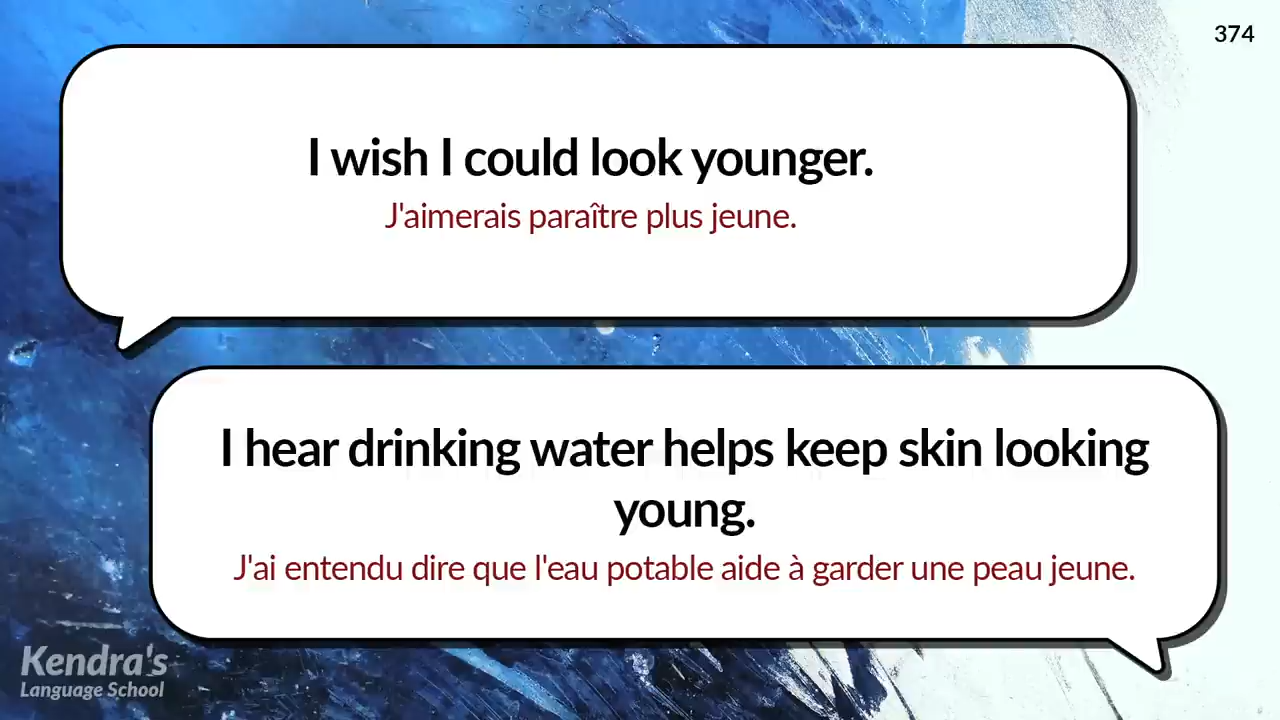 374
I wish I could look younger.
J'aimerais paraître plus jeune.
I hear drinking water helps keep skin looking
young.
J'ai entendu dire que l'eau potable aide à garder une peau jeune.
Kendra's
Language School